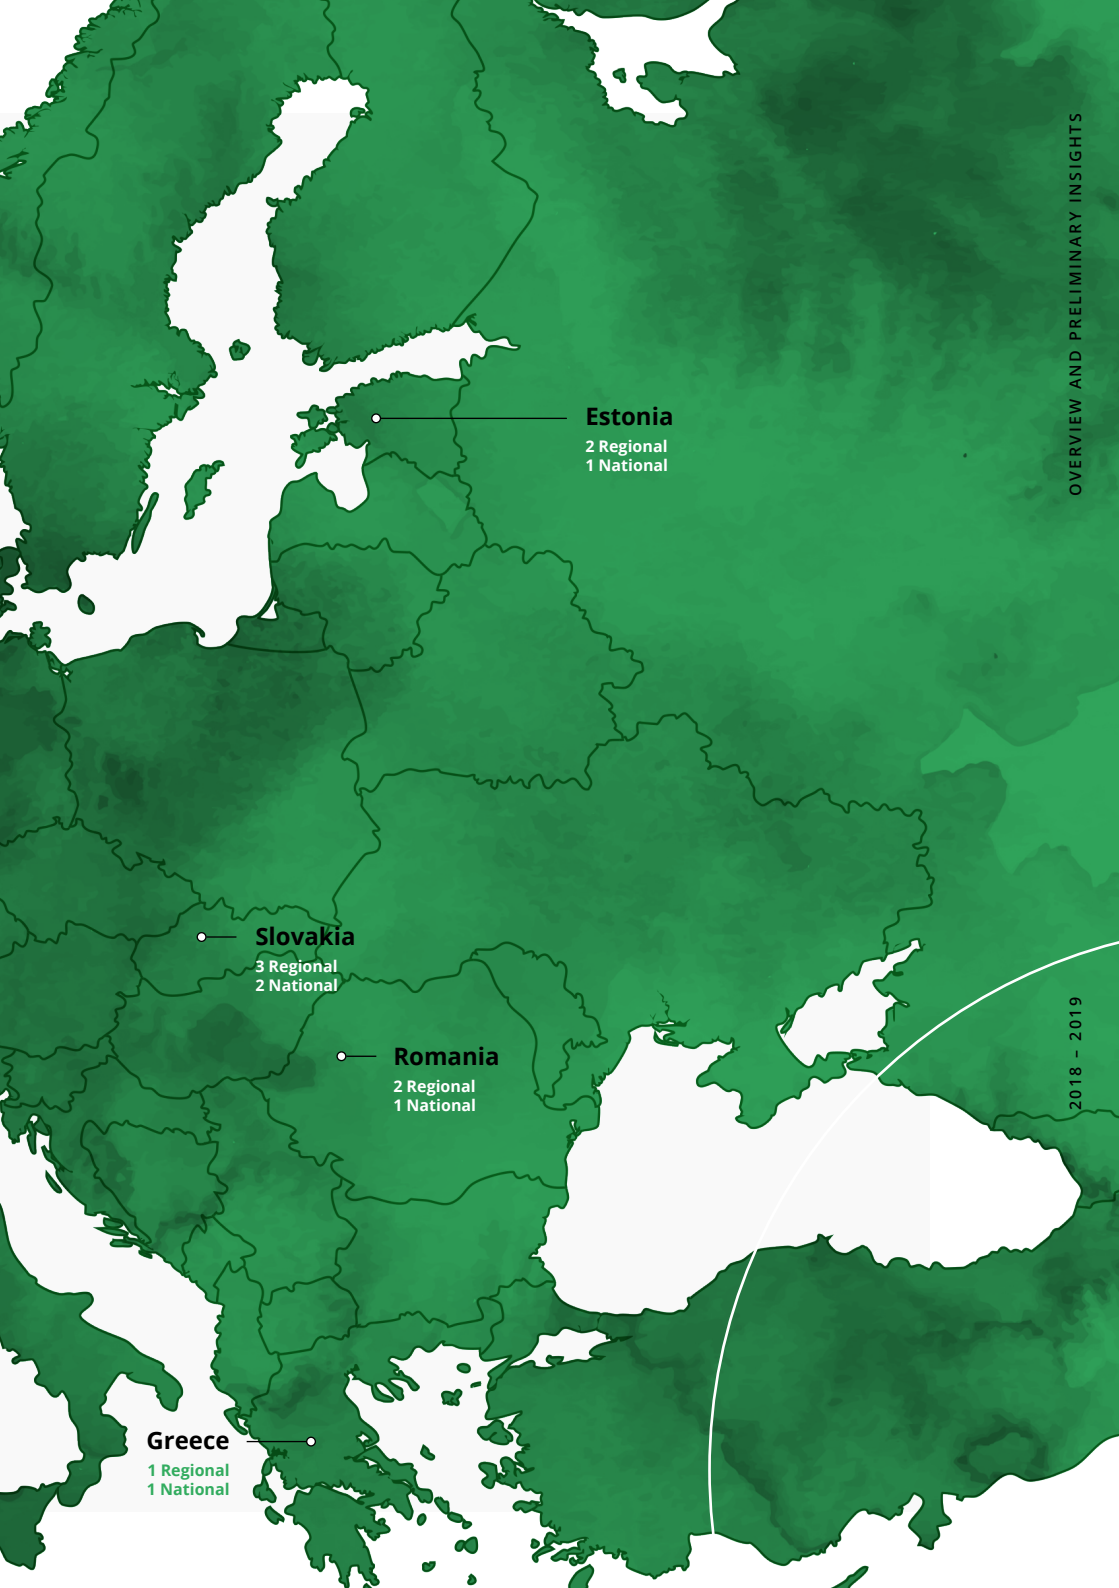 OVERVIEW AND PRELIMINARY INSIGHTS
Estonia
2 Regional
1 National
Slovakia
3 Regional
2 National
Romania
2 Regional
1 National
2018 – 2019
Greece
1 Regional
1 National